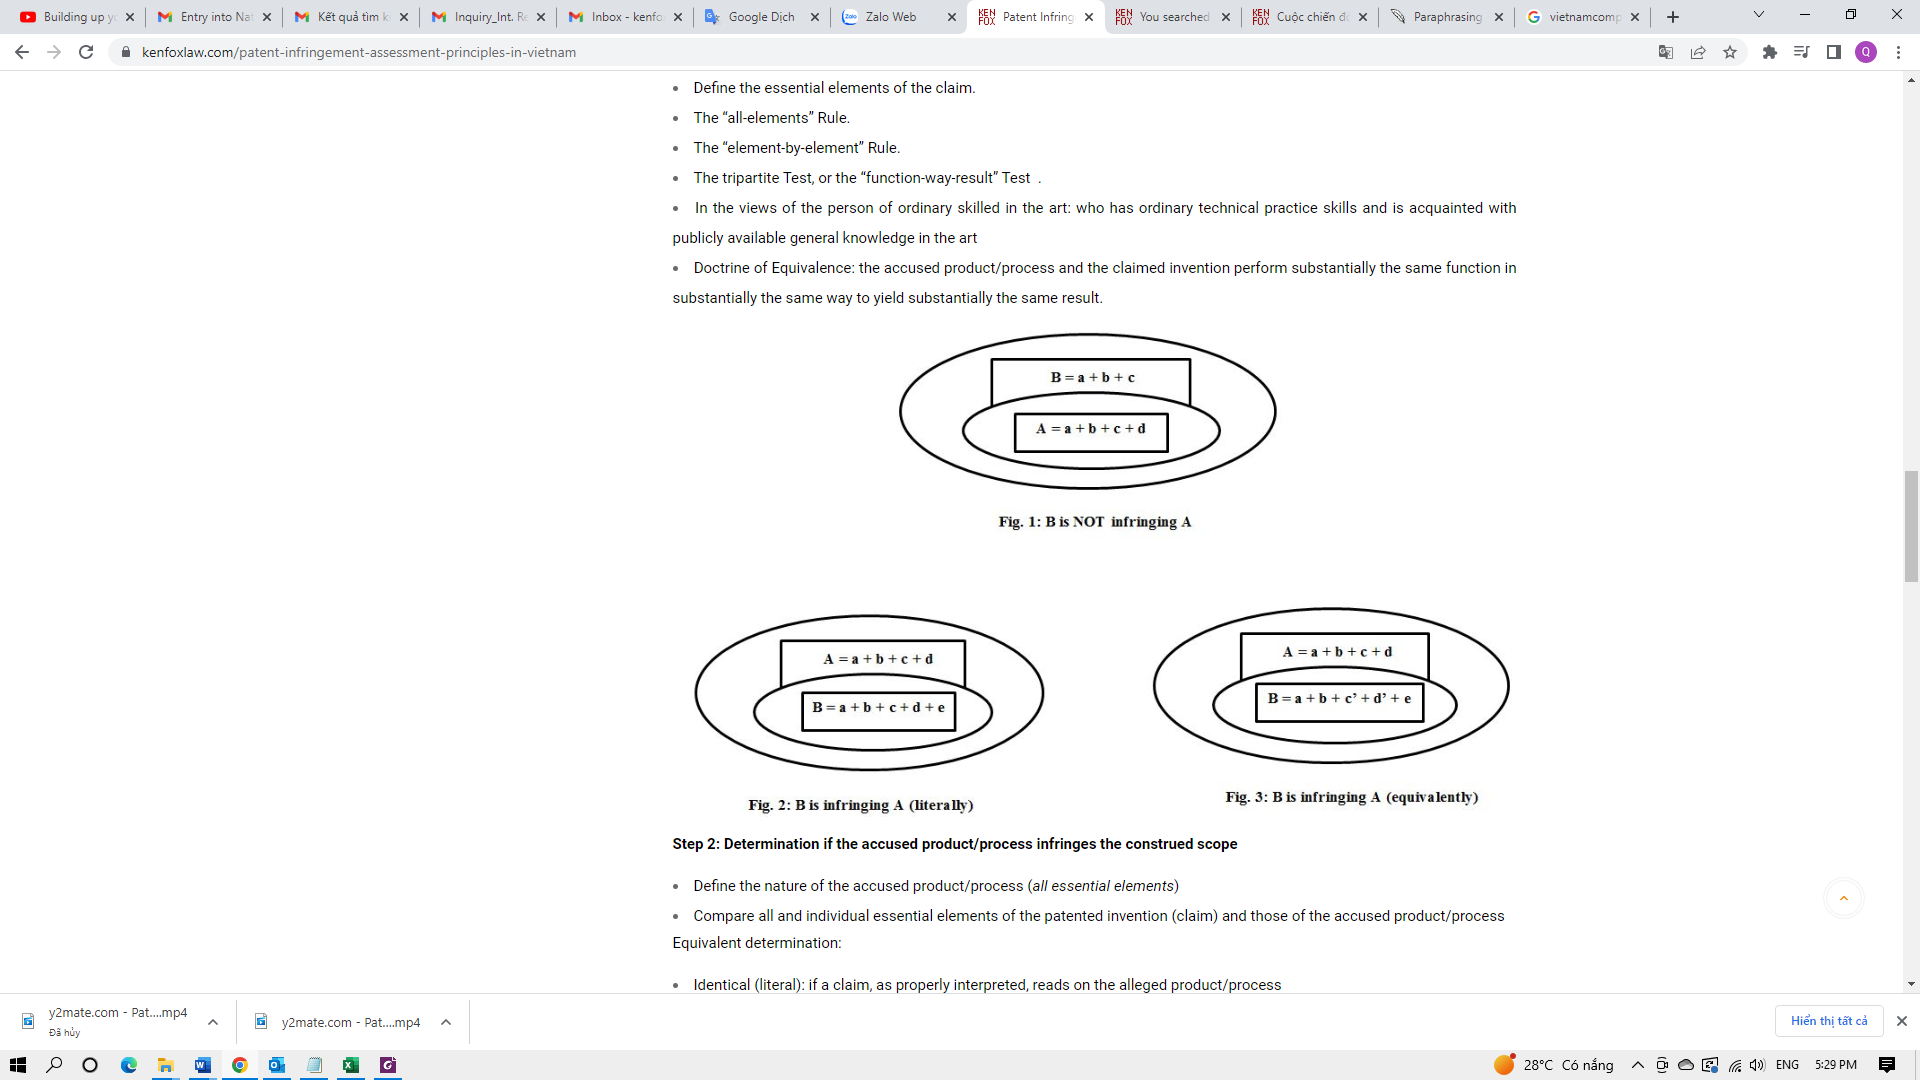 Building up yo
Entry into Nat
Kết quả tìm k
Inquiry_Int. Re
Inbox - kenfo
Google Dịch
Zalo Web
Patent Infring
You searched
Cuộc chiến đ
Paraphrasing
vietnamcomp
kenfoxlaw.com/patent-infringement-assessment-principles-in-vietnam
Q
• Define the essential elements of the claim.
• The “all-elements” Rule.
• The “element-by-element” Rule.
• The tripartite Test, or the “function-way-result” Test .
• In the views of the person of ordinary skilled in the art: who has ordinary technical practice skills and is acquainted with
publicly available general knowledge in the art
• Doctrine of Equivalence: the accused product/process and the claimed invention perform substantially the same function in
substantially the same way to yield substantially the same result.
B = a + b + c
A = a + b + c + d
Fig. 1: B is NOT infringing A
A = a + b + c + d
B = a + b + c + d + e
Fig. 2: B is infringing A (literally)
A = a + b + c + d
B = a + b + c’ + d’ + e
Fig. 3: B is infringing A (equivalently)
Step 2: Determination if the accused product/process infringes the construed scope
• Define the nature of the accused product/process (all essential elements)
• Compare all and individual essential elements of the patented invention (claim) and those of the accused product/process
Equivalent determination:
• Identical (literal): if a claim, as properly interpreted, reads on the alleged product/process
y2mate.com - Pat....mp4
Đã hủy
y2mate.com - Pat....mp4
Hiển thị tất cả
28°C Có nắng
ENG
5:29 PM